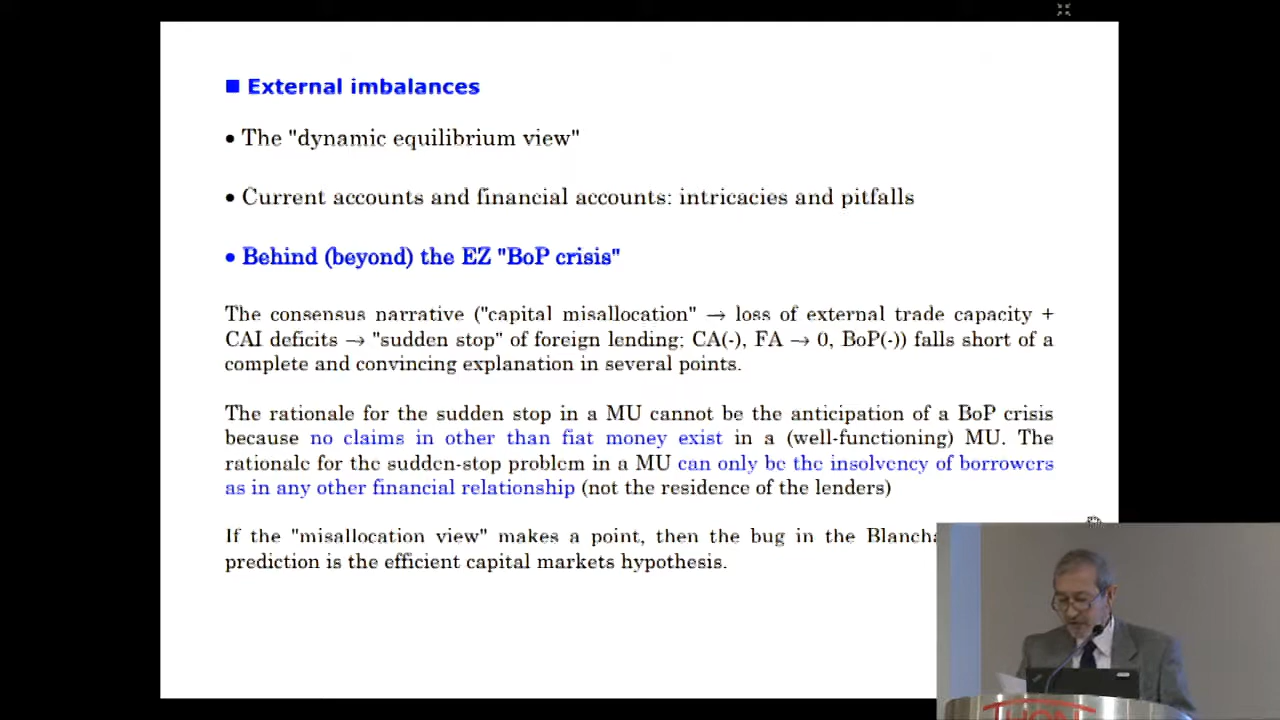 ■ External imbalances
• The "dynamic equilibrium view"
• Current accounts and financial accounts: intricacies and pitfalls
• Behind (beyond) the EZ "BoP crisis"
The consensus narrative ("capital misallocation" → loss of external trade capacity +
CAI deficits → "sudden stop" of foreign lending; CA(-), FA → 0, BoP(-)) falls short of a
complete and convincing explanation in several points.
The rationale for the sudden stop in a MU cannot be the anticipation of a BoP crisis
because no claims in other than fiat money exist in a (well-functioning) MU. The
rationale for the sudden-stop problem in a MU can only be the insolvency of borrowers
as in any other financial relationship (not the residence of the lenders)
If the "misallocation view" makes a point, then the bug in the
prediction is the efficient capital markets hypothesis.
THON